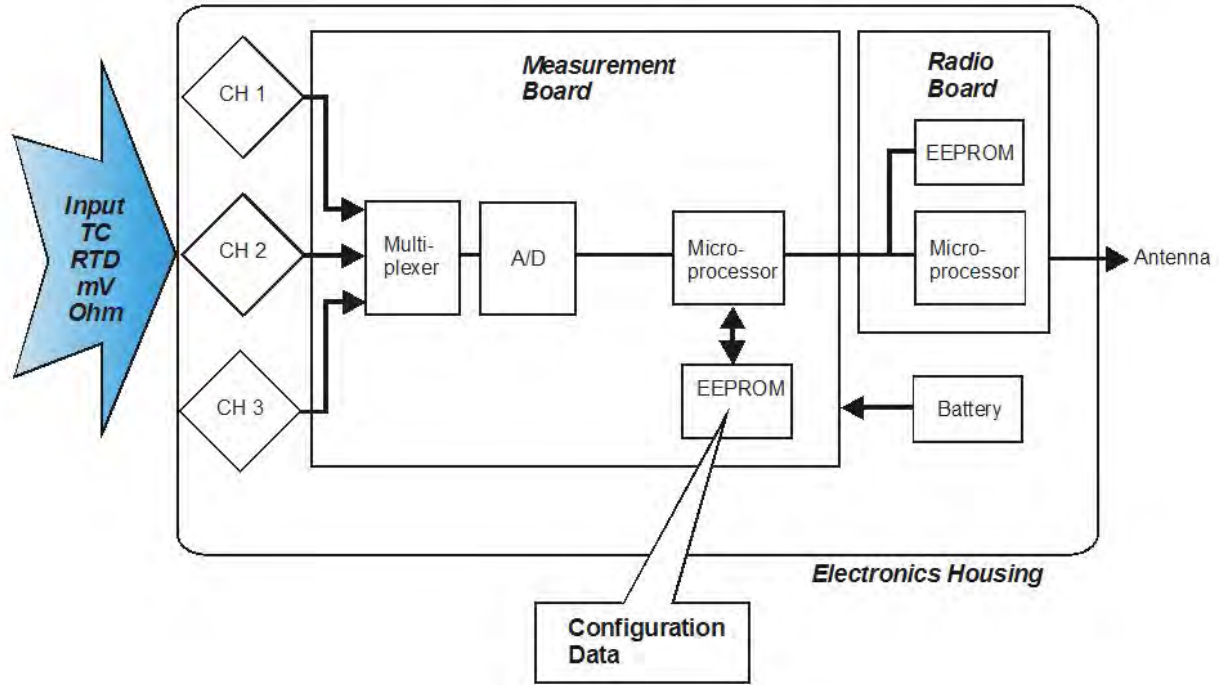 CH 1
CH 2
CH 3
Input
TC
RTD
mV
Ohm
Measurement
Board
Multi-
plexer
A/D
Micro-
processor
EEPROM
Radio
Board
EEPROM
Micro-
processor
Antenna
Battery
Electronics Housing
Configuration
Data